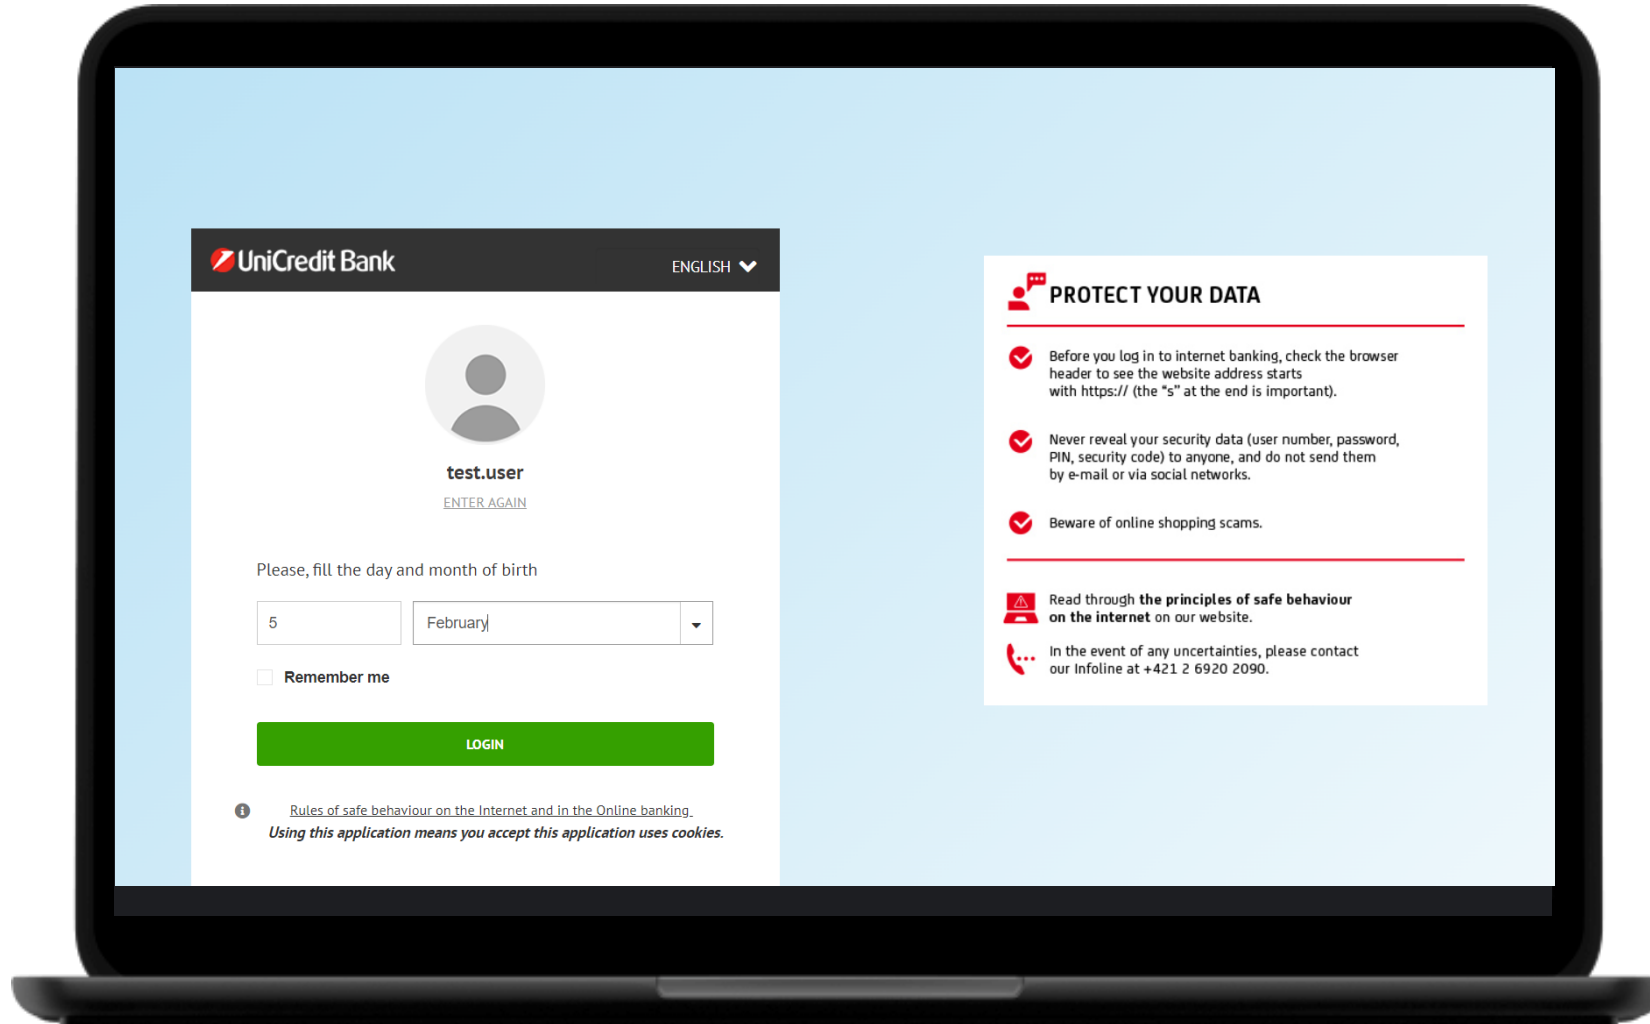 UniCredit Bank
ENGLISH
test.user
ENTER AGAIN
Please, fill the day and month of birth
5
February
Remember me
LOGIN
Rules of safe behaviour on the Internet and in the Online banking
Using this application means you accept this application uses cookies.
PROTECT YOUR DATA
Before you log in to internet banking, check the browser
header to see the website address starts
with https:// (the “s” at the end is important).
Never reveal your security data (user number, password,
PIN, security code) to anyone, and do not send them
by e-mail or via social networks.
Beware of online shopping scams.
Read through the principles of safe behaviour
on the internet on our website.
In the event of any uncertainties, please contact
our Infoline at +421 2 6920 2090.